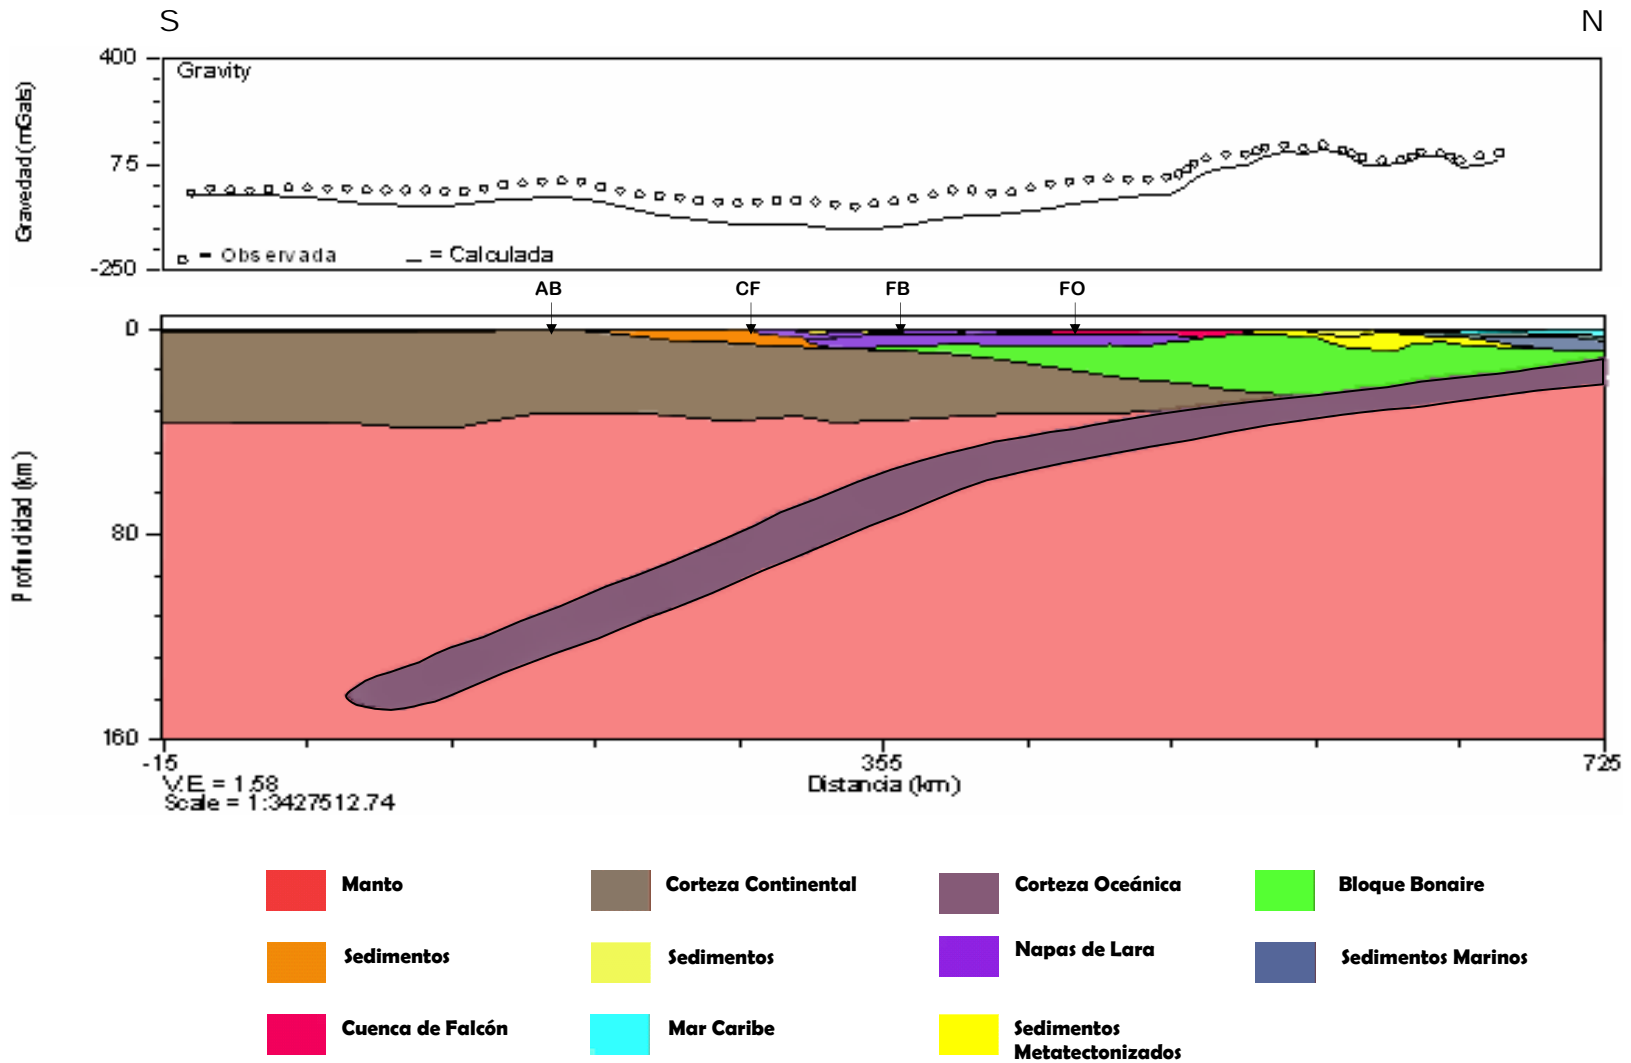 S N
400
Gravity
Gravedad (mGals)
75
= Observada _ = Calculada
-250
AB CF FB FO
0
Profundidad (km)
80
160
-15 355 725
V.E = 1.58 Distancia (km)
Scale = 1:3427512.74
Manto Corteza Continental Corteza Oceánica Bloque Bonaire
Sedimentos Sedimentos Napas de Lara Sedimentos Marinos
Cuenca de Falcón Mar Caribe Sedimentos
Metatectonizados